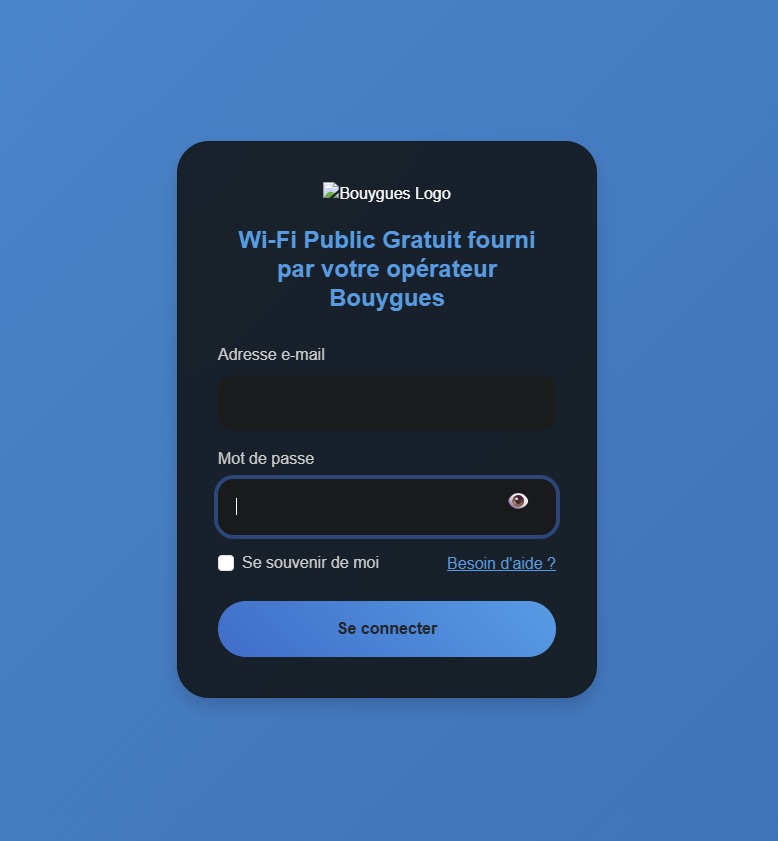 Bouygues Logo
Wi-Fi Public Gratuit fourni
par votre opérateur
Bouygues
Adresse e-mail
Mot de passe
Se souvenir de moi
Besoin d'aide ?
Se connecter